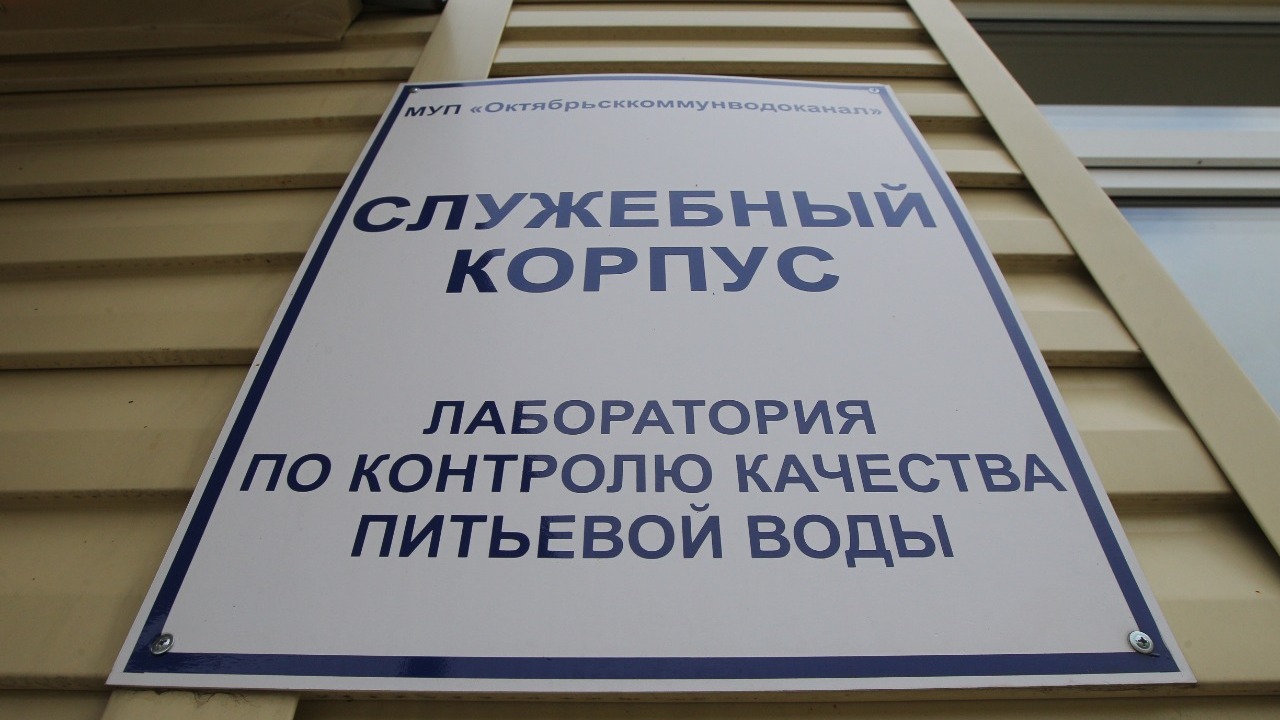 МУП «Октябрьсккоммунводоканал»
СЛУЖЕБНЫЙ
КОРПУС
ЛАБОРАТОРИЯ
ПО КОНТРОЛЮ КАЧЕСТВА
ПИТЬЕВОЙ ВОДЫ